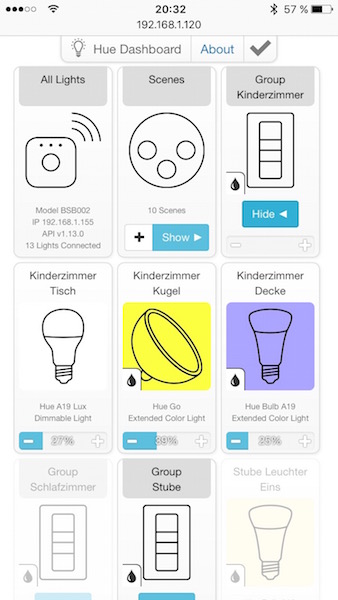 20:32
57 %
192.168.1.120
Hue Dashboard
About
All Lights
Model BSB002
IP 192.168.1.155
API v1.13.0
13 Lights Connected
Scenes
10 Scenes
+
Show ▶
Group
Kinderzimmer
Hide ◀
Kinderzimmer
Tisch
Hue A19 Lux
Dimmable Light
27%
Kinderzimmer
Kugel
Hue Go
Extended Color Light
39%
Kinderzimmer
Decke
Hue Bulb A19
Extended Color Light
35%
Group
Schlafzimmer
Group
Stube
Stube Leuchter
Eins